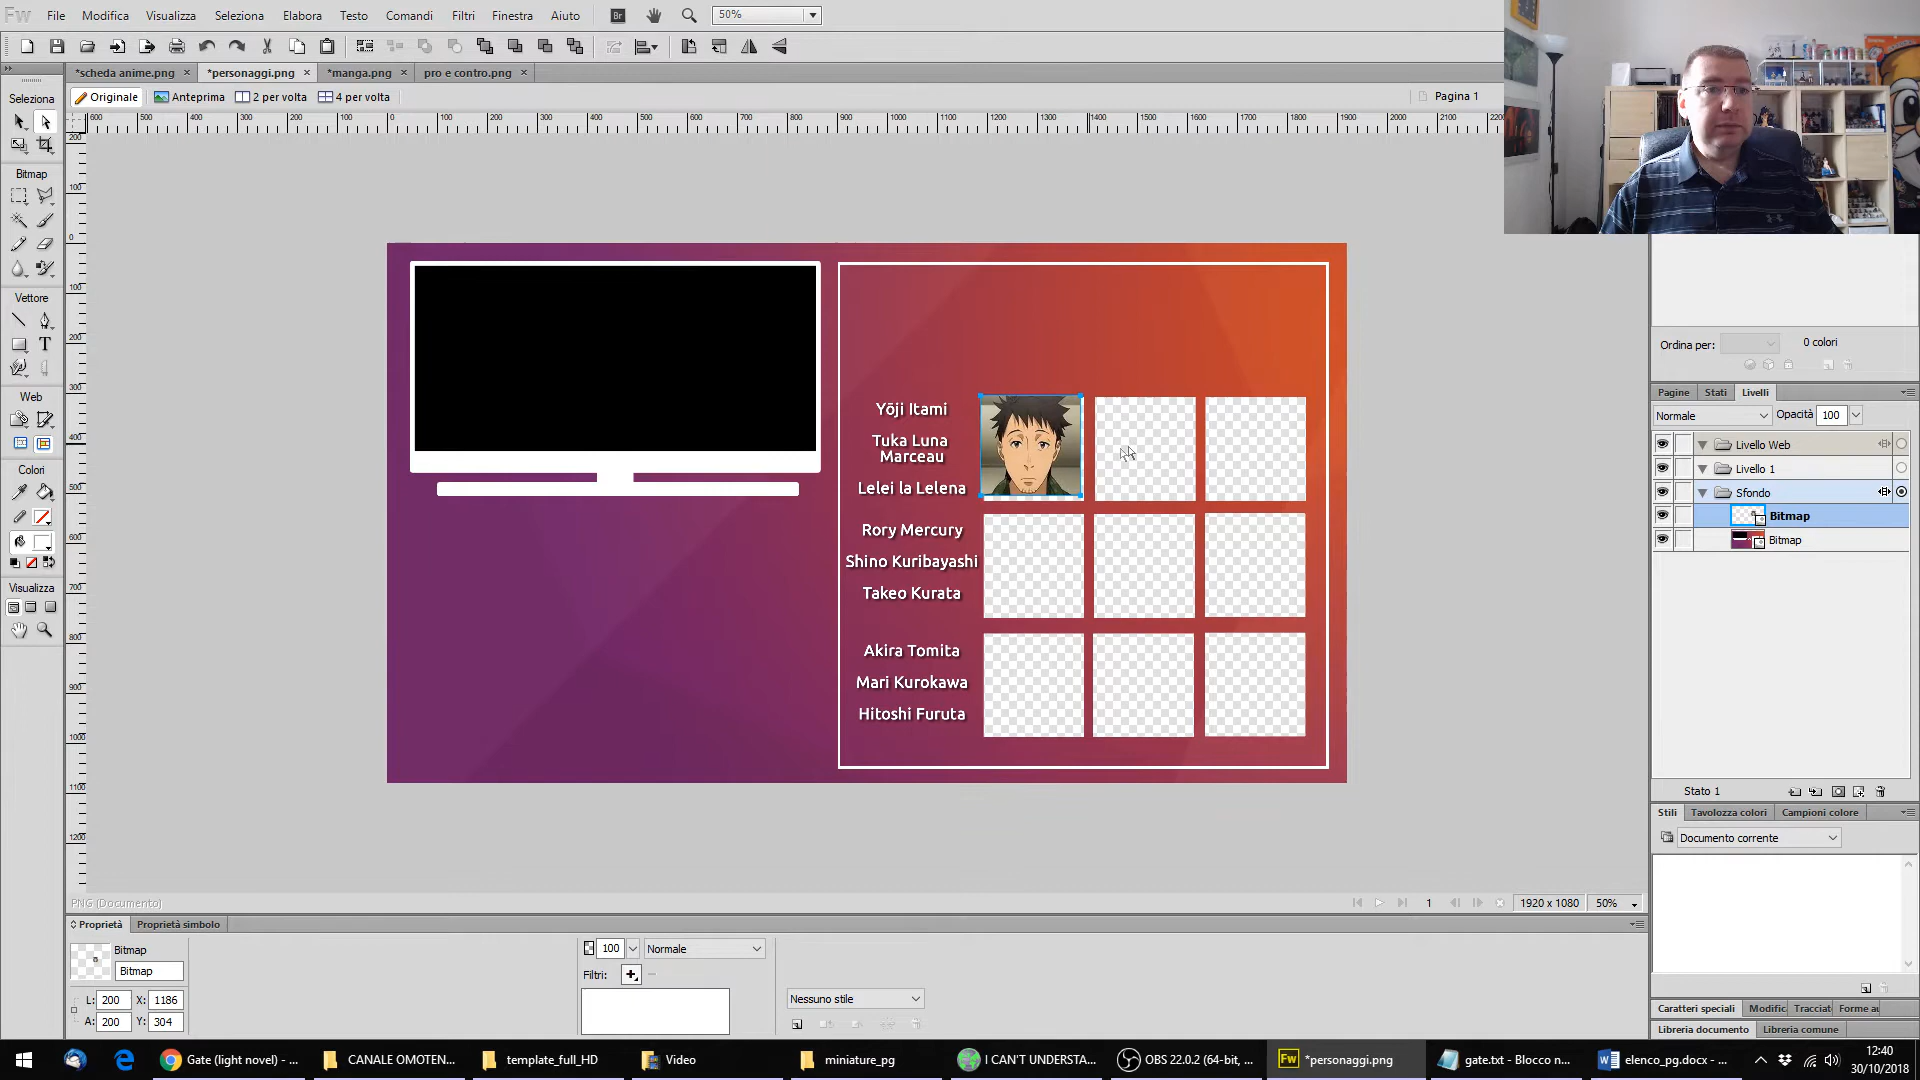 Fw File Modifica Visualizza Seleziona Elabora Testo Comandi Filtri Finestra Aiuto Br 50%
*scheda anime.png *personaggi.png *manga.png pro e contro.png
Originale Anteprima 2 per volta 4 per volta Pagina 1
Seleziona
Bitmap
Vettore
Web
Colori
Visualizza
Yōji Itami
Tuka Luna
Marceau
Lelei la Lelena
Rory Mercury
Shino Kuribayashi
Takeo Kurata
Akira Tomita
Mari Kurokawa
Hitoshi Furuta
Ordina per: 0 colori
Pagine Stati Livelli
Normale Opacità 100
Livello Web
Livello 1
Sfondo
Bitmap
Bitmap
Stato 1
Stili Tavolozza colori Campioni colore
Documento corrente
PNG (Documento) 1 1920 x 1080 50%
Proprietà Proprietà simbolo
Bitmap
Bitmap
L: 200 X: 1186
A: 200 Y: 304
100 Normale
Filtri:
Nessuno stile
Caratteri speciali Modific Tracciat Forme au
Libreria documento Libreria comune
Gate (light novel) - ... CANALE OMOTEN... template_full_HD Video miniature_pg I CAN'T UNDERSTA... OBS 22.0.2 (64-bit, ... *personaggi.png gate.txt - Blocco n... elenco_pg.docx - ...
12:40
30/10/2018